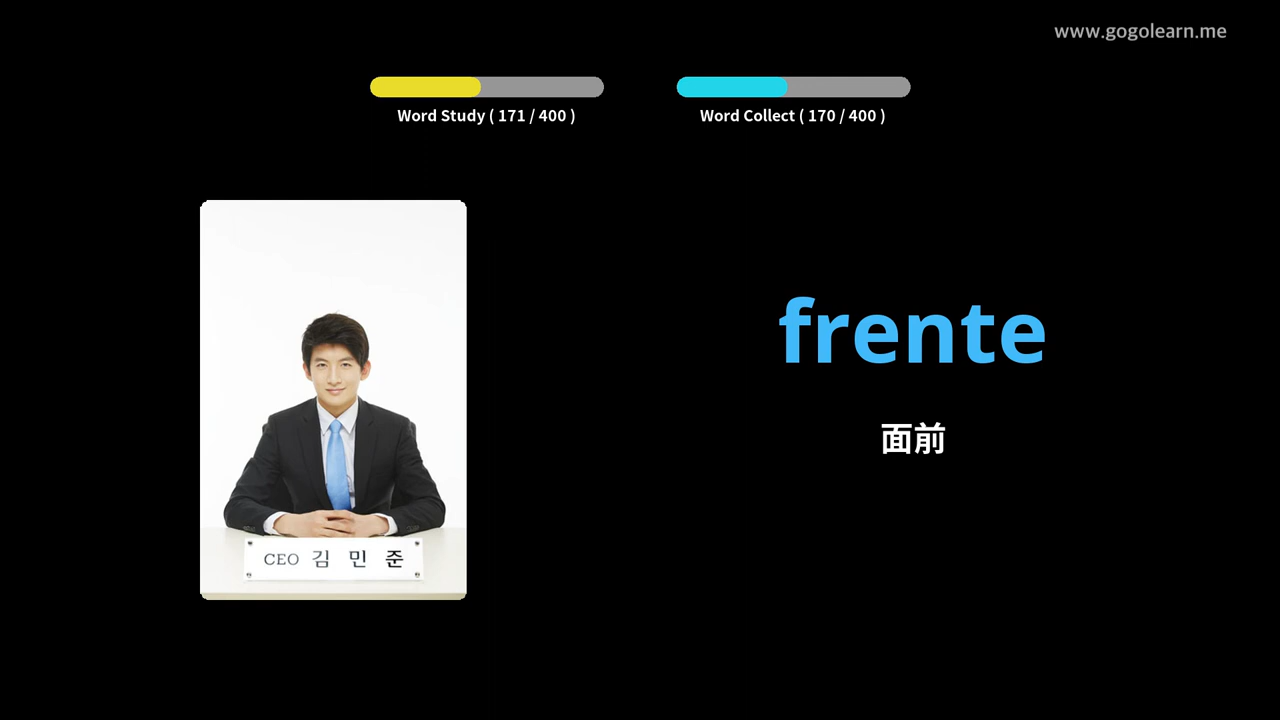 www.gogolearn.me
Word Study ( 171 / 400 )
Word Collect ( 170 / 400 )
frente
面前
CEO 김 민 준